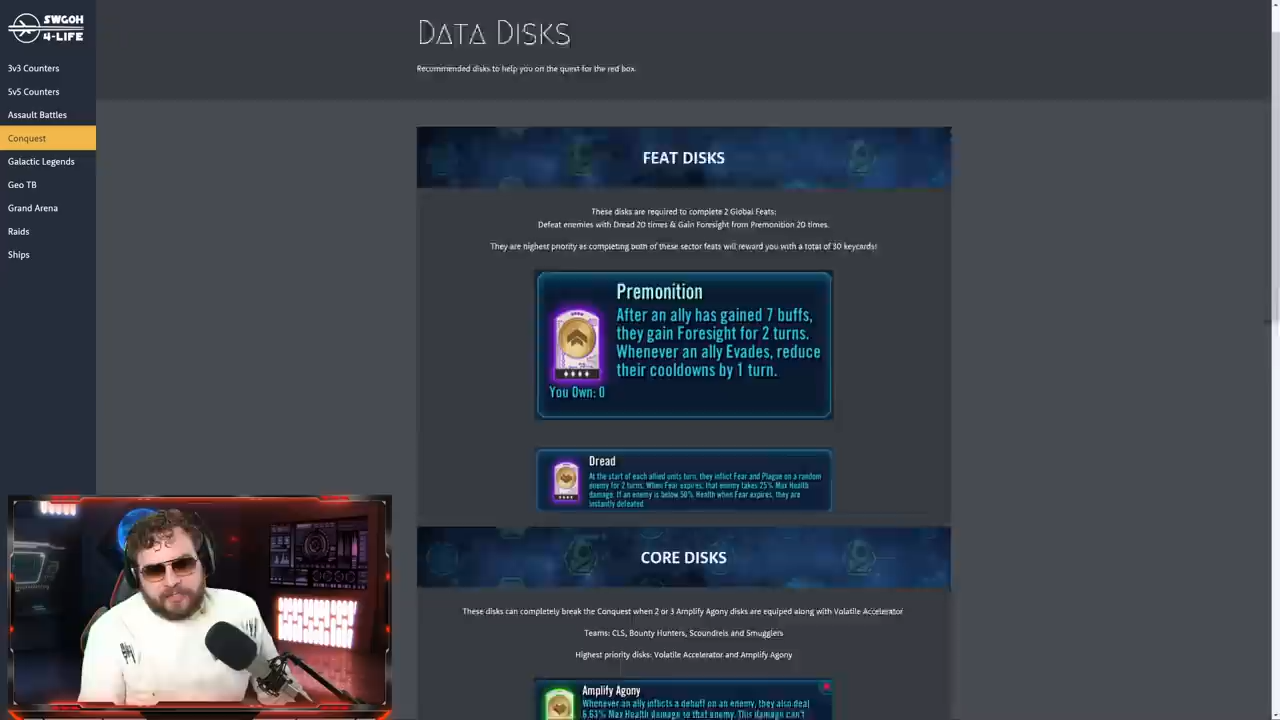 SWGOH
4-LIFE
3v3 Counters
5v5 Counters
Assault Battles
Conquest
Galactic Legends
Geo TB
Grand Arena
Raids
Ships
DATA DISKS
Recommended disks to help you on the quest for the red box.
FEAT DISKS
These disks are required to complete 2 Global Feats:
Defeat enemies with Dread 20 times & Gain Foresight from Premonition 20 times.
They are highest priority as completing both of these sector feats will reward you with a total of 30 keycards!
Premonition
After an ally has gained 7 buffs,
they gain Foresight for 2 turns.
Whenever an ally Evades, reduce
their cooldowns by 1 turn.
You Own: 0
Dread
At the start of each allied units turn, they inflict Fear and Plague on a random
enemy for 2 turns. When Fear expires, that enemy takes 25% Max Health
damage. If an enemy is below 50% Health when Fear expires, they are
instantly defeated.
CORE DISKS
These disks can completely break the Conquest when 2 or 3 Amplify Agony disks are equiped along with Volatile Accelerator
Teams: CLS, Bounty Hunters, Scoundrels and Smugglers
Highest priority disks: Volatile Accelerator and Amplify Agony
Amplify Agony
Whenever an ally inflicts a debuff on an enemy, they also deal
6.63% Max Health damage to that enemy. This damage can't